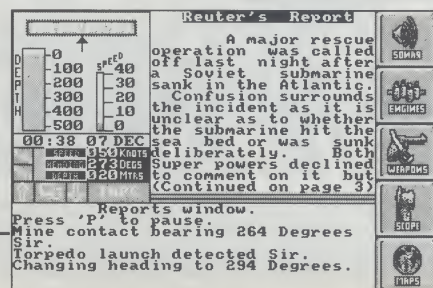 Reuter's Report
A major rescue
operation was called
off last night after
a Soviet submarine
sank in the Atlantic.
Confusion surrounds
the incident as it is
unclear as to whether
the submarine hit the
sea bed or was sunk
deliberately. Both
Super powers declined
to comment on it but
(Continued on page 3)
DEPTH
-0
-100
-200
-300
-400
-500
SPEED
40
30
20
10
0
00:38 07 DEC
SPEED 050 KNOTS
HEADING 273 DEGS
DEPTH 020 MTRS
SONAR
ENGINES
WEAPONS
SCOPE
MAPS
Reports window.
Press 'P' to pause.
Mine contact bearing 264 Degrees
Sir.
Torpedo launch detected Sir.
Changing heading to 294 Degrees.